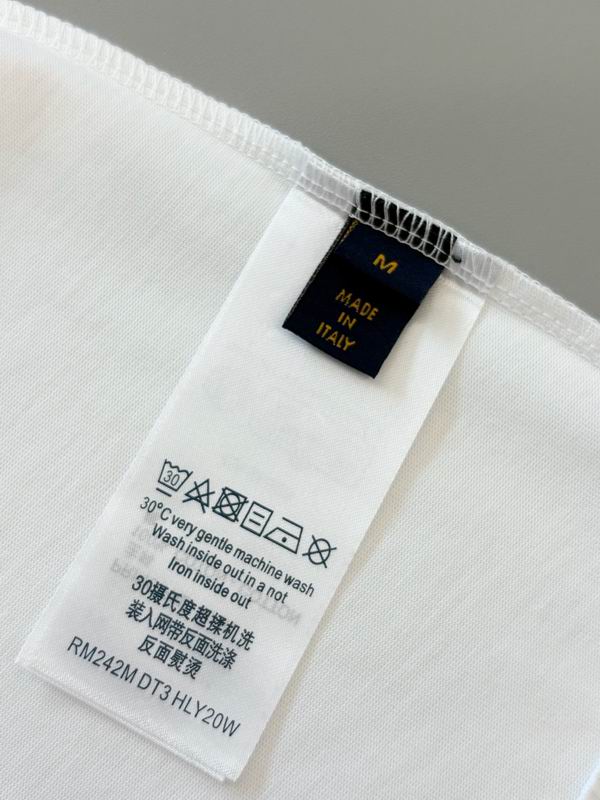 M
MADE
IN
ITALY
30
30°C very gentle machine wash
Wash inside out in a not
Iron inside out
30摄氏度超揉机洗
装入网带反面洗涤
反面熨烫
RM242M DT3 HLY20W